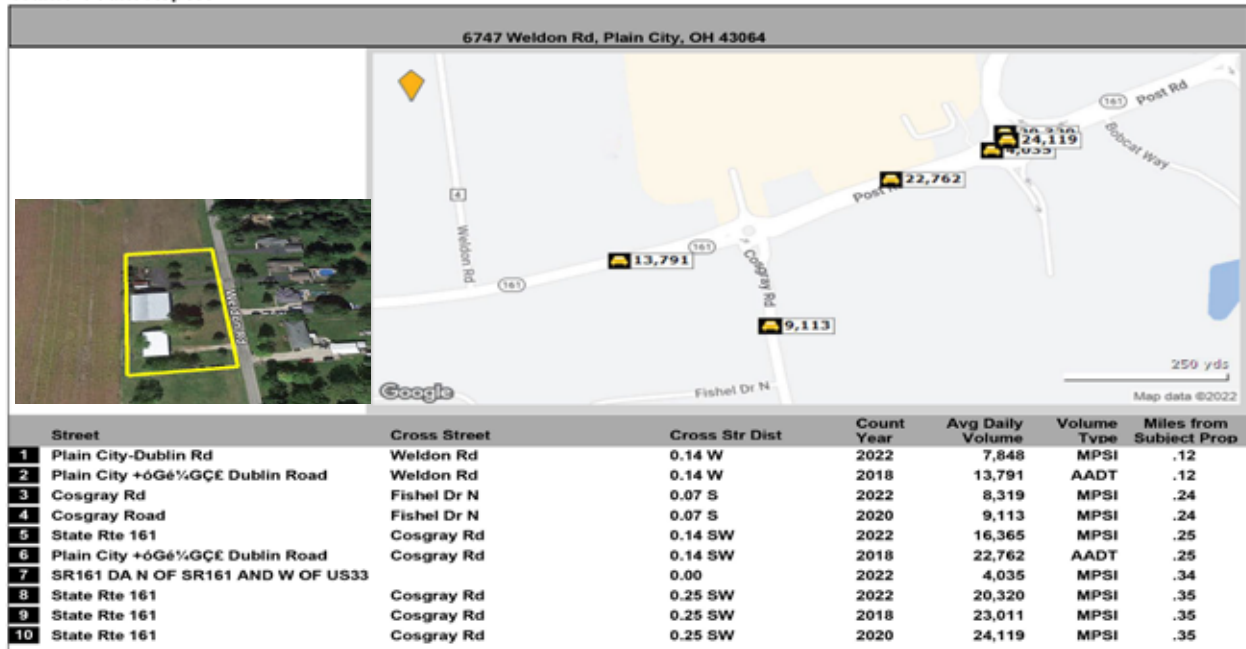 6747 Weldon Rd, Plain City, OH 43064
161
Post Rd
Bobcat Way
24,119
4,035
22,762
Post
4
Weldon Rd
161
13,791
161
Cosgray Rd
9,113
Weldon Rd
250 yds
Google
Fishel Dr N
Map data ©2022
Street Cross Street Cross Str Dist Count Year Avg Daily Volume Volume Type Miles from Subject Prop
1 Plain City-Dublin Rd Weldon Rd 0.14 W 2022 7,848 MPSI .12
2 Plain City +óGé¼GÇ£ Dublin Road Weldon Rd 0.14 W 2018 13,791 AADT .12
3 Cosgray Rd Fishel Dr N 0.07 S 2022 8,319 MPSI .24
4 Cosgray Road Fishel Dr N 0.07 S 2020 9,113 MPSI .24
5 State Rte 161 Cosgray Rd 0.14 SW 2022 16,365 MPSI .25
6 Plain City +óGé¼GÇ£ Dublin Road Cosgray Rd 0.14 SW 2018 22,762 AADT .25
7 SR161 DA N OF SR161 AND W OF US33 0.00 2022 4,035 MPSI .34
8 State Rte 161 Cosgray Rd 0.25 SW 2022 20,320 MPSI .35
9 State Rte 161 Cosgray Rd 0.25 SW 2018 23,011 MPSI .35
10 State Rte 161 Cosgray Rd 0.25 SW 2020 24,119 MPSI .35